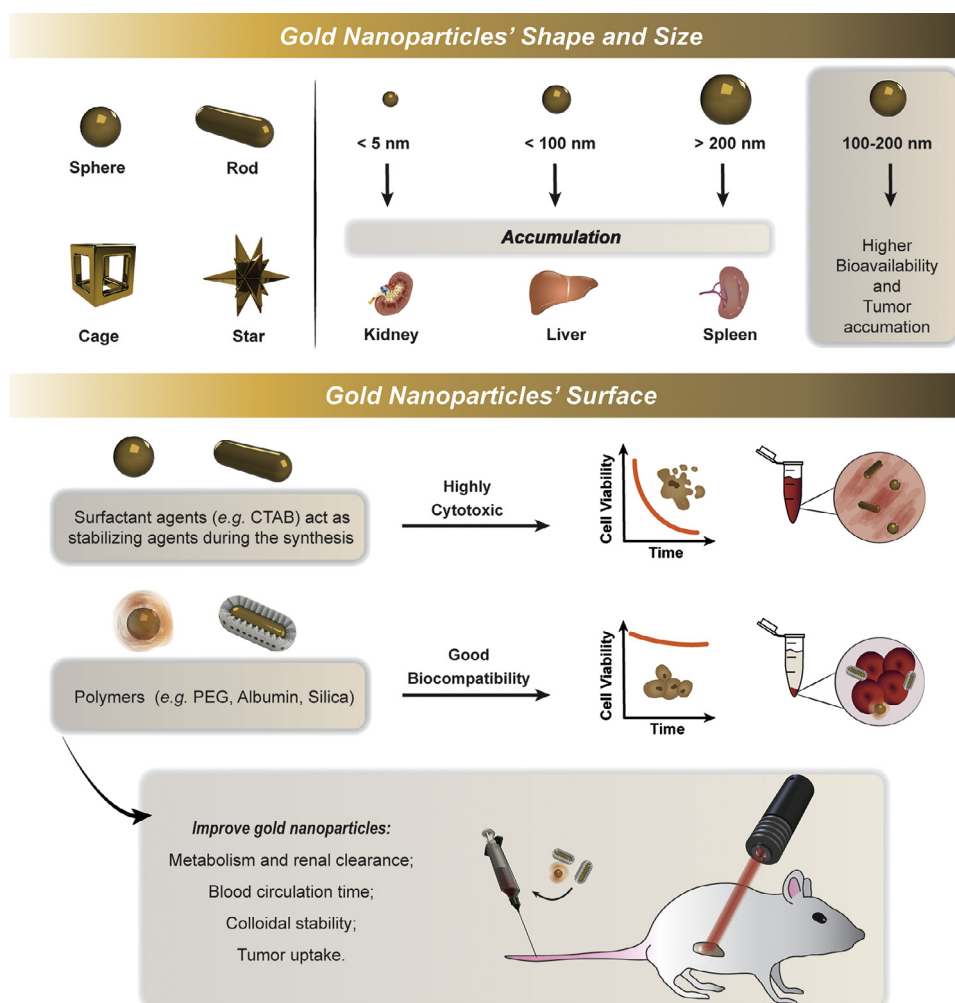 Gold Nanoparticles’ Shape and Size
Sphere
Rod
Cage
Star
< 5 nm
< 100 nm
> 200 nm
Accumulation
Kidney
Liver
Spleen
100-200 nm
Higher
Bioavailability
and
Tumor
accumation
Gold Nanoparticles’ Surface
Surfactant agents (e.g. CTAB) act as
stabilizing agents during the synthesis
Highly
Cytotoxic
Cell Viability
Time
Polymers (e.g. PEG, Albumin, Silica)
Good
Biocompatibility
Cell Viability
Time
Improve gold nanoparticles:
Metabolism and renal clearance;
Blood circulation time;
Colloidal stability;
Tumor uptake.